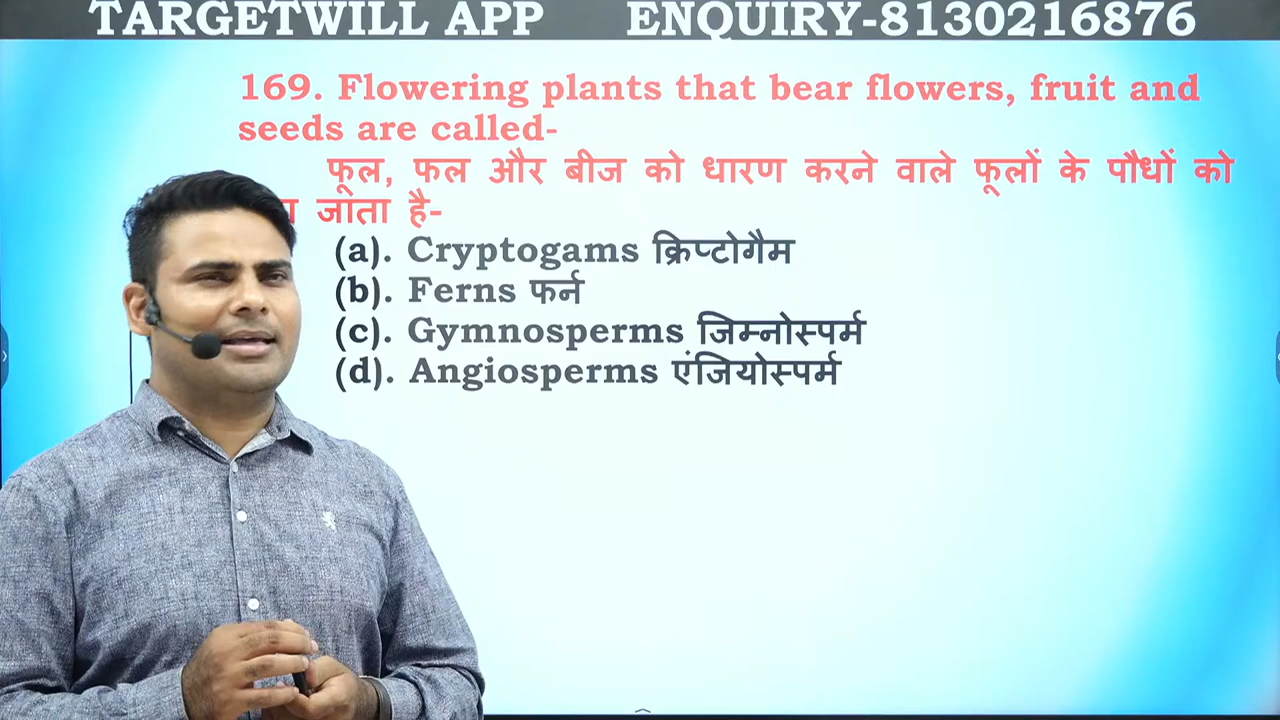 TARGETWILL APP ENQUIRY-8130216876
169. Flowering plants that bear flowers, fruit and
seeds are called-
फूल, फल और बीज को धारण करने वाले फूलों के पौधों को
जाता है-
(a). Cryptogams क्रिप्टोगैम
(b). Ferns फर्न
(c). Gymnosperms जिम्नोस्पर्म
(d). Angiosperms एंजियोस्पर्म